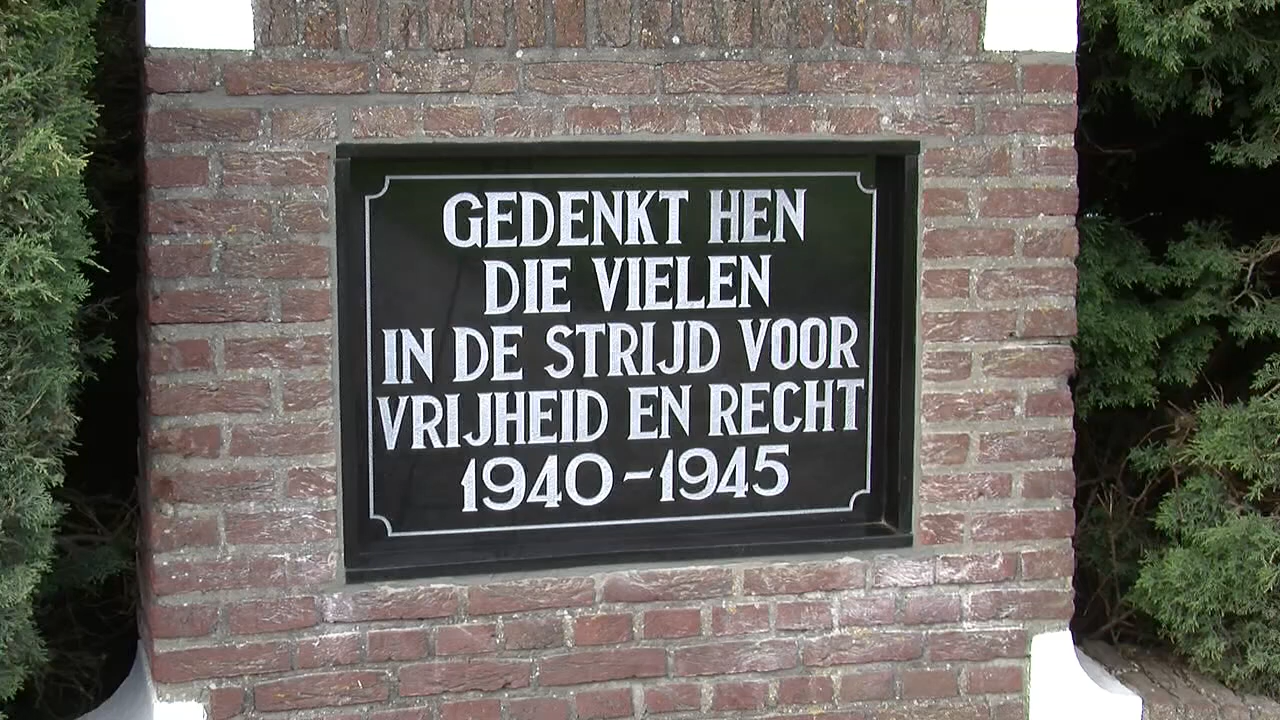 GEDENKT HEN
DIE VIELEN
IN DE STRIJD VOOR
VRIJHEID EN RECHT
1940-1945